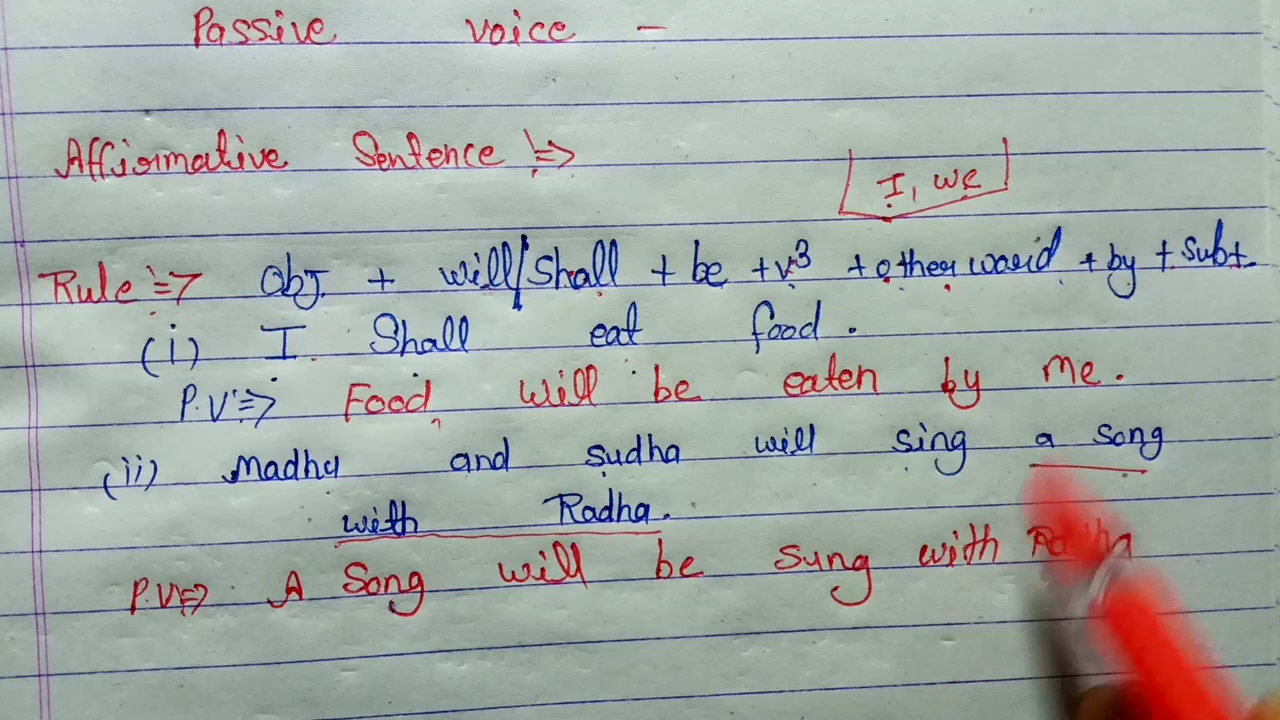 Passive voice -
Affirmative Sentence :=>
I, we
Rule :=> Obj + will/shall + be + v³ + other word + by + Subt
(i) I Shall eat food.
P.V => Food will be eaten by me.
(ii) Madhu and sudha will sing a song
with Radha.
P.V => A Song will be Sung with Radha